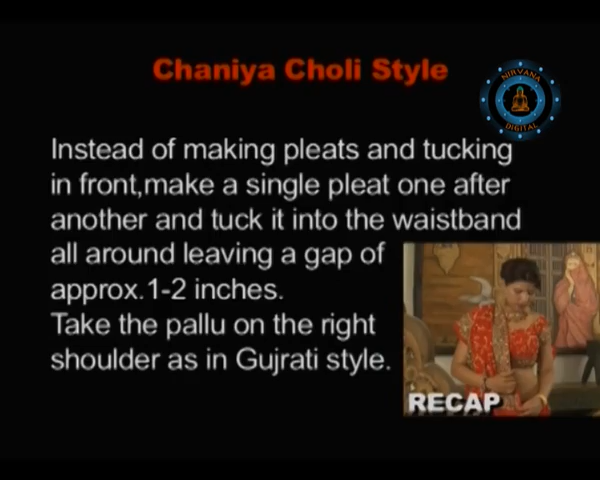 Chaniya Choli Style
NIRVANA
DIGITAL
Instead of making pleats and tucking
in front,make a single pleat one after
another and tuck it into the waistband
all around leaving a gap of
approx.1-2 inches.
Take the pallu on the right
shoulder as in Gujrati style.
RECAP